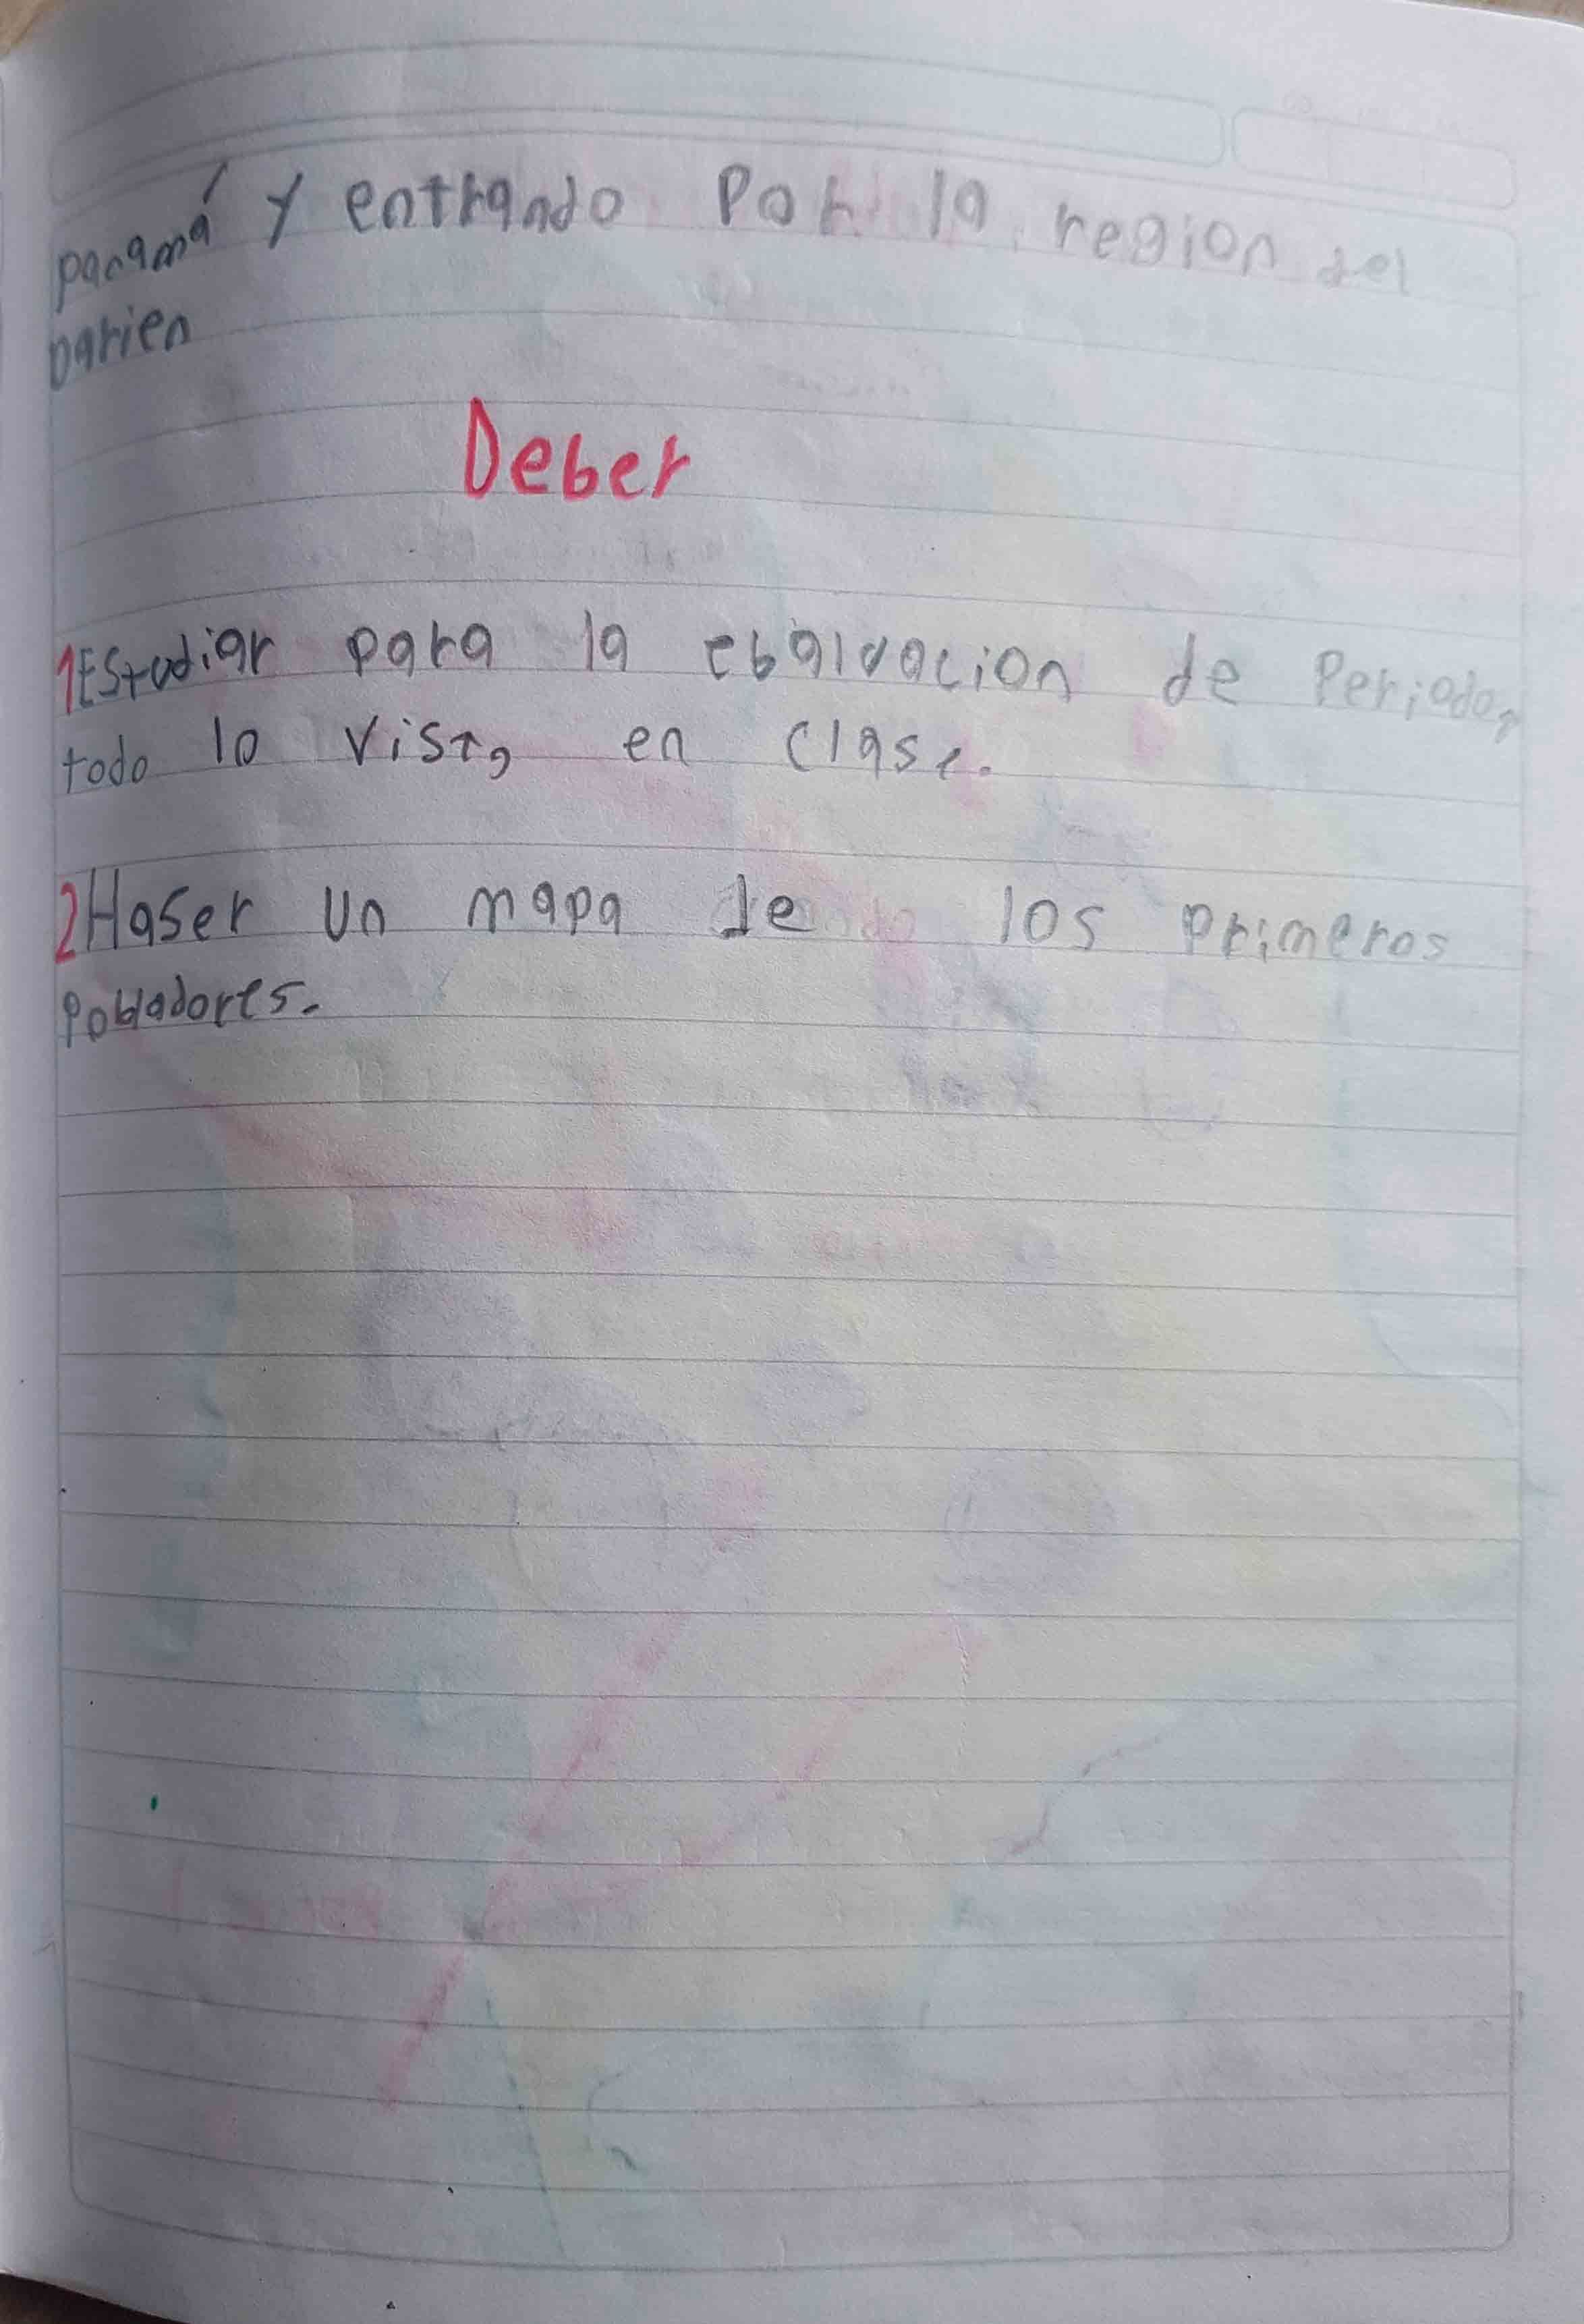 panamá y entrando Por la region del
Darien
Deber
1Estudiar para la ebaluacion de Periodo,
todo lo visto en clase.
2Haser un mapa de los primeros
Pobladores.